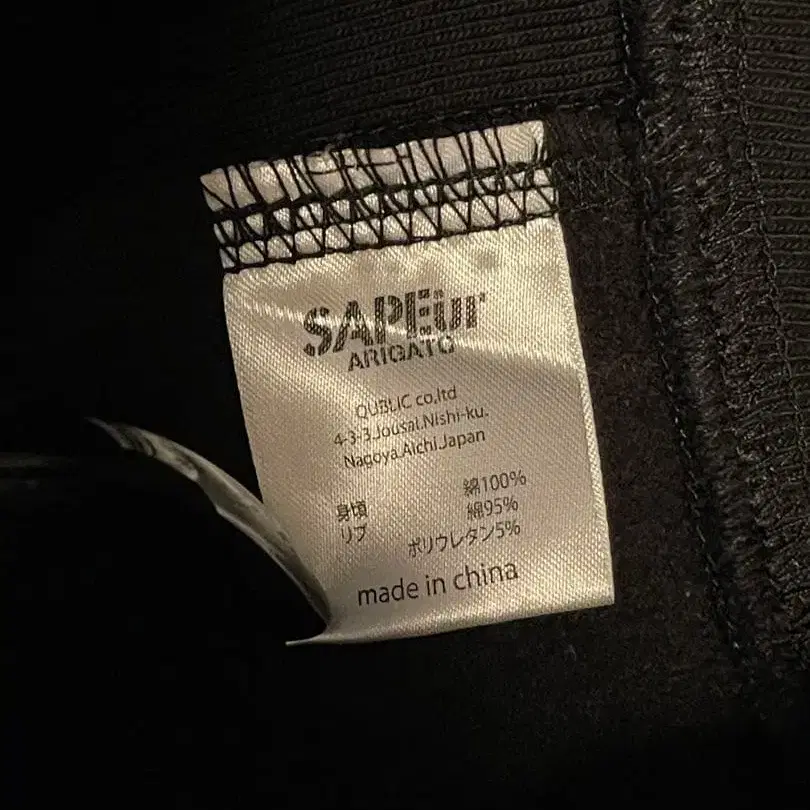 SAPEur
ARIGATO
QUBLIC co,ltd
4-3-3.Jousai.Nishi-ku.
Nagoya.Aichi.Japan
身頃 綿100%
リブ 綿95%
ポリウレタン5%
made in china